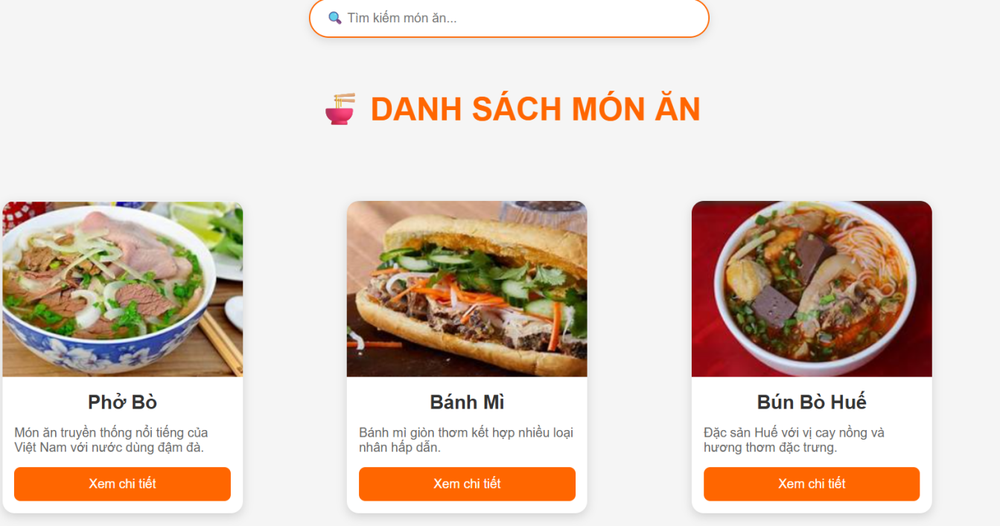 🔍 Tìm kiếm món ăn...
🍜 DANH SÁCH MÓN ĂN
Phở Bò
Món ăn truyền thống nổi tiếng của
Việt Nam với nước dùng đậm đà.
Xem chi tiết
Bánh Mì
Bánh mì giòn thơm kết hợp nhiều loại
nhân hấp dẫn.
Xem chi tiết
Bún Bò Huế
Đặc sản Huế với vị cay nồng và
hương thơm đặc trưng.
Xem chi tiết